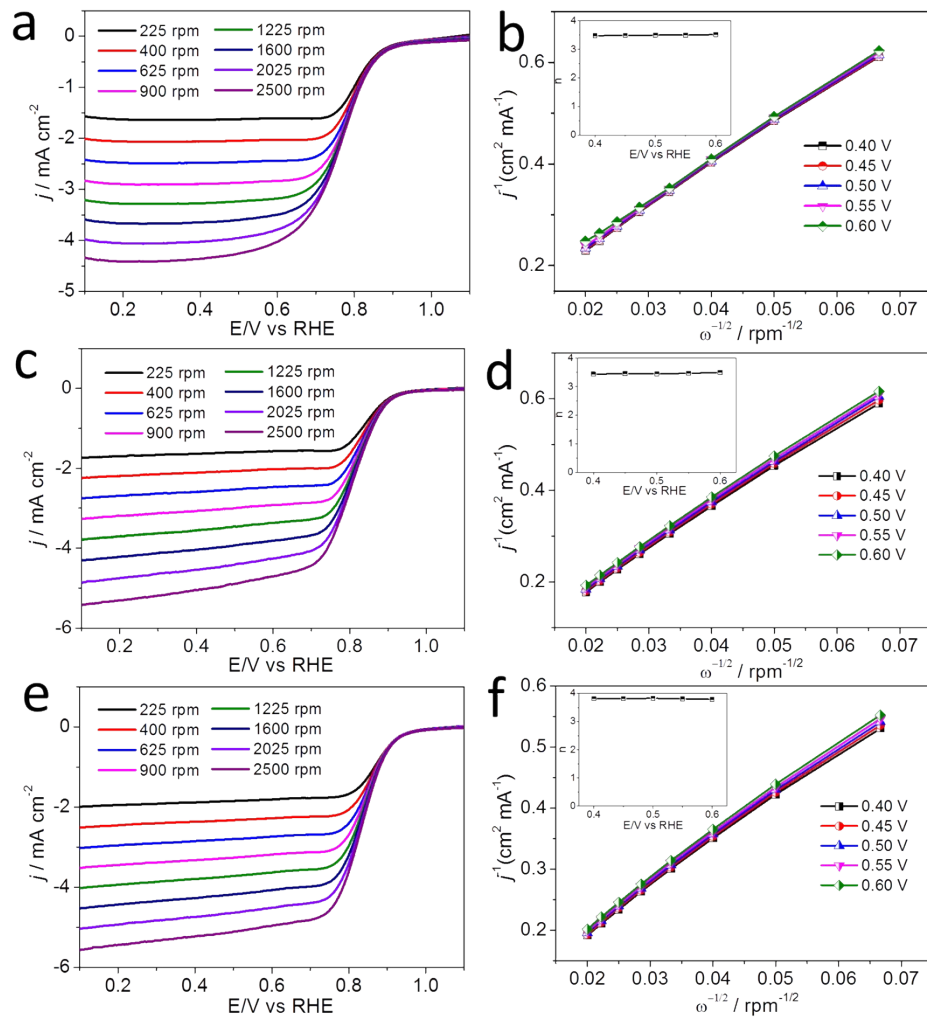 a
225 rpm 1225 rpm
400 rpm 1600 rpm
625 rpm 2025 rpm
900 rpm 2500 rpm
0
-1
-2
-3
-4
-5
j / mA cm-2
0.2 0.4 0.6 0.8 1.0
E/V vs RHE
b
4
3
2
1
0
n
0.4 0.5 0.6
E/V vs RHE
0.40 V
0.45 V
0.50 V
0.55 V
0.60 V
0.6
0.4
0.2
j-1(cm2 mA-1)
0.02 0.03 0.04 0.05 0.06 0.07
ω-1/2 / rpm-1/2
c
225 rpm 1225 rpm
400 rpm 1600 rpm
625 rpm 2025 rpm
900 rpm 2500 rpm
0
-2
-4
-6
j / mA cm-2
0.2 0.4 0.6 0.8 1.0
E/V vs RHE
d
4
3
2
1
0
n
0.4 0.5 0.6
E/V vs RHE
0.40 V
0.45 V
0.50 V
0.55 V
0.60 V
0.6
0.4
0.2
j-1(cm2 mA-1)
0.02 0.03 0.04 0.05 0.06 0.07
ω-1/2 / rpm-1/2
e
225 rpm 1225 rpm
400 rpm 1600 rpm
625 rpm 2025 rpm
900 rpm 2500 rpm
0
-2
-4
-6
j / mA cm-2
0.2 0.4 0.6 0.8 1.0
E/V vs RHE
f
4
3
2
1
0
n
0.4 0.5 0.6
E/V vs RHE
0.40 V
0.45 V
0.50 V
0.55 V
0.60 V
0.6
0.5
0.4
0.3
0.2
j-1(cm2 mA-1)
0.02 0.03 0.04 0.05 0.06 0.07
ω-1/2 / rpm-1/2